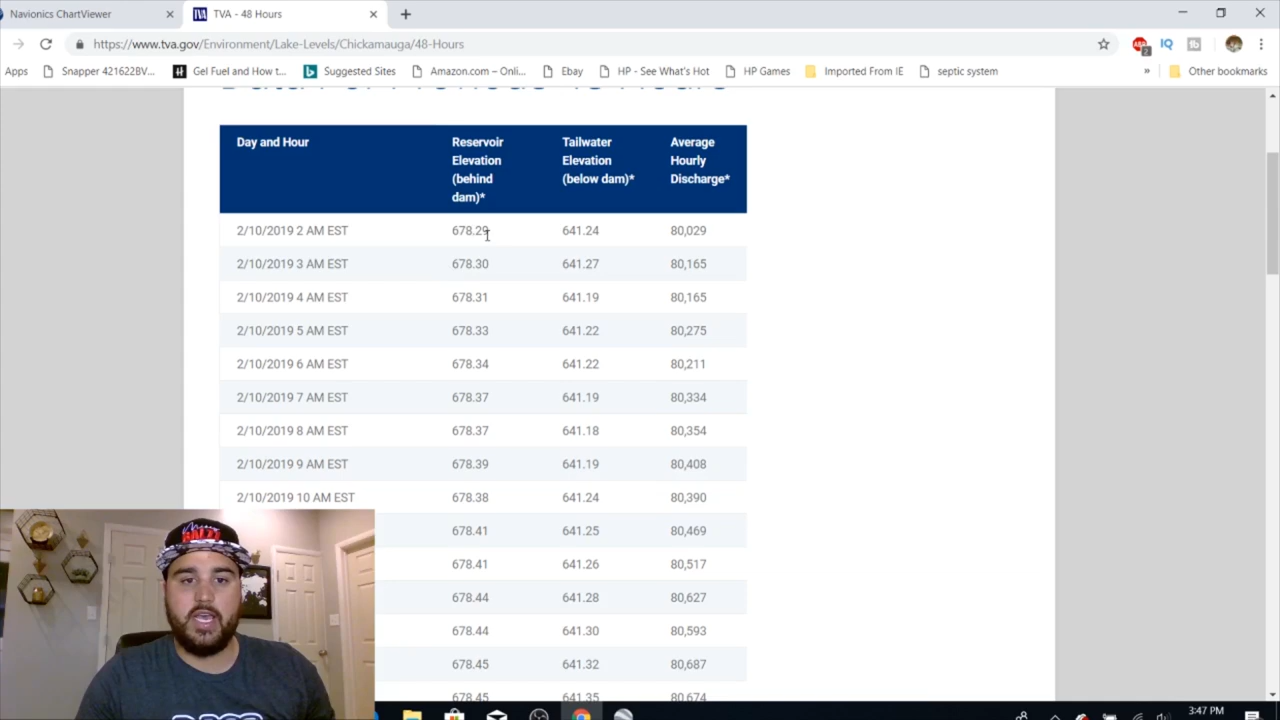 Navionics ChartViewer
TVA - 48 Hours
https://www.tva.gov/Environment/Lake-Levels/Chickamauga/48-Hours
Apps Snapper 421622BV... Gel Fuel and How t... Suggested Sites Amazon.com – Onli... Ebay HP - See What's Hot HP Games Imported From IE septic system » Other bookmarks
Day and Hour Reservoir Elevation (behind dam)* Tailwater Elevation (below dam)* Average Hourly Discharge*
2/10/2019 2 AM EST 678.29 641.24 80,029
2/10/2019 3 AM EST 678.30 641.27 80,165
2/10/2019 4 AM EST 678.31 641.19 80,165
2/10/2019 5 AM EST 678.33 641.22 80,275
2/10/2019 6 AM EST 678.34 641.22 80,211
2/10/2019 7 AM EST 678.37 641.19 80,334
2/10/2019 8 AM EST 678.37 641.18 80,354
2/10/2019 9 AM EST 678.39 641.19 80,408
2/10/2019 10 AM EST 678.38 641.24 80,390
678.41 641.25 80,469
678.41 641.26 80,517
678.44 641.28 80,627
678.44 641.30 80,593
678.45 641.32 80,687
678.45 641.35 80,674
3:47 PM